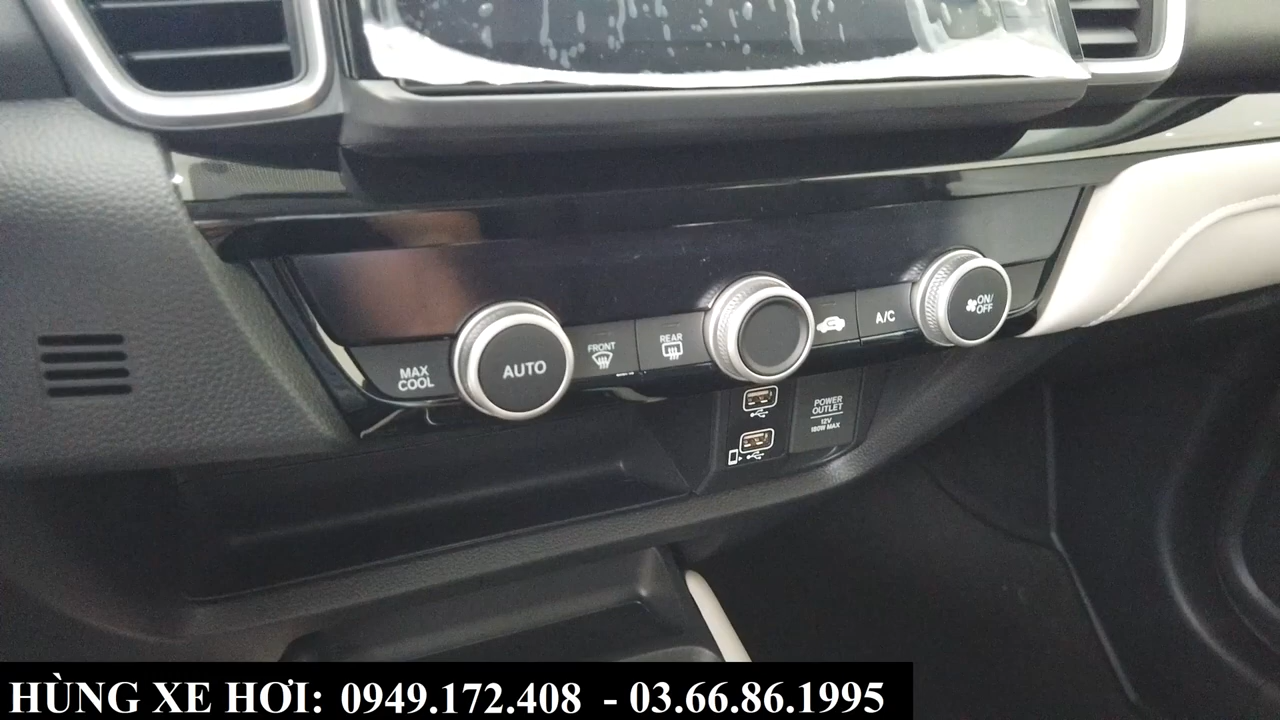 MAX
COOL
AUTO
FRONT
REAR
A/C
ON/
OFF
POWER
OUTLET
12V
180W MAX
HÙNG XE HƠI: 0949.172.408 - 03.66.86.1995